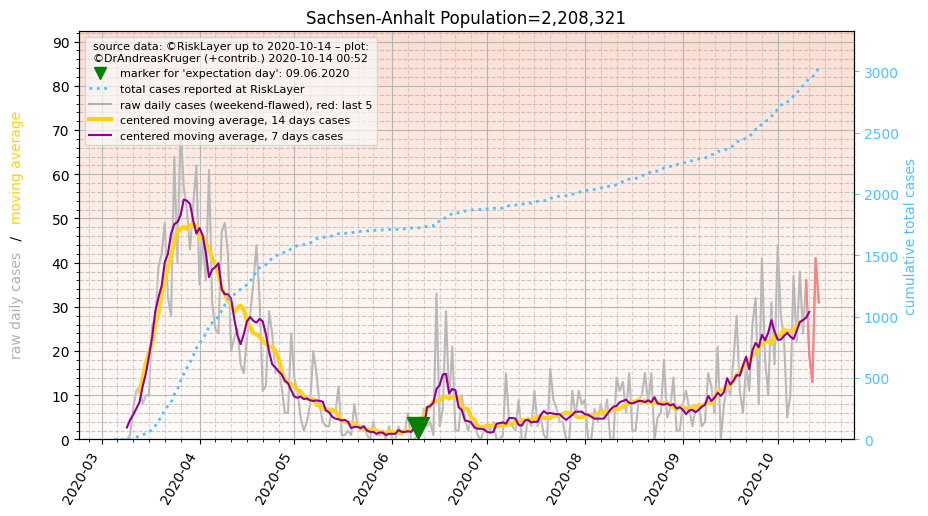 Sachsen-Anhalt Population=2,208,321
source data: ©RiskLayer up to 2020-10-14 – plot:
©DrAndreasKruger (+contrib.) 2020-10-14 00:52
marker for 'expectation day': 09.06.2020
total cases reported at RiskLayer
raw daily cases (weekend-flawed), red: last 5
centered moving average, 14 days cases
centered moving average, 7 days cases
raw daily cases / moving average
90
80
70
60
50
40
30
20
10
0
cumulative total cases
3000
2500
2000
1500
1000
500
0
2020-03
2020-04
2020-05
2020-06
2020-07
2020-08
2020-09
2020-10